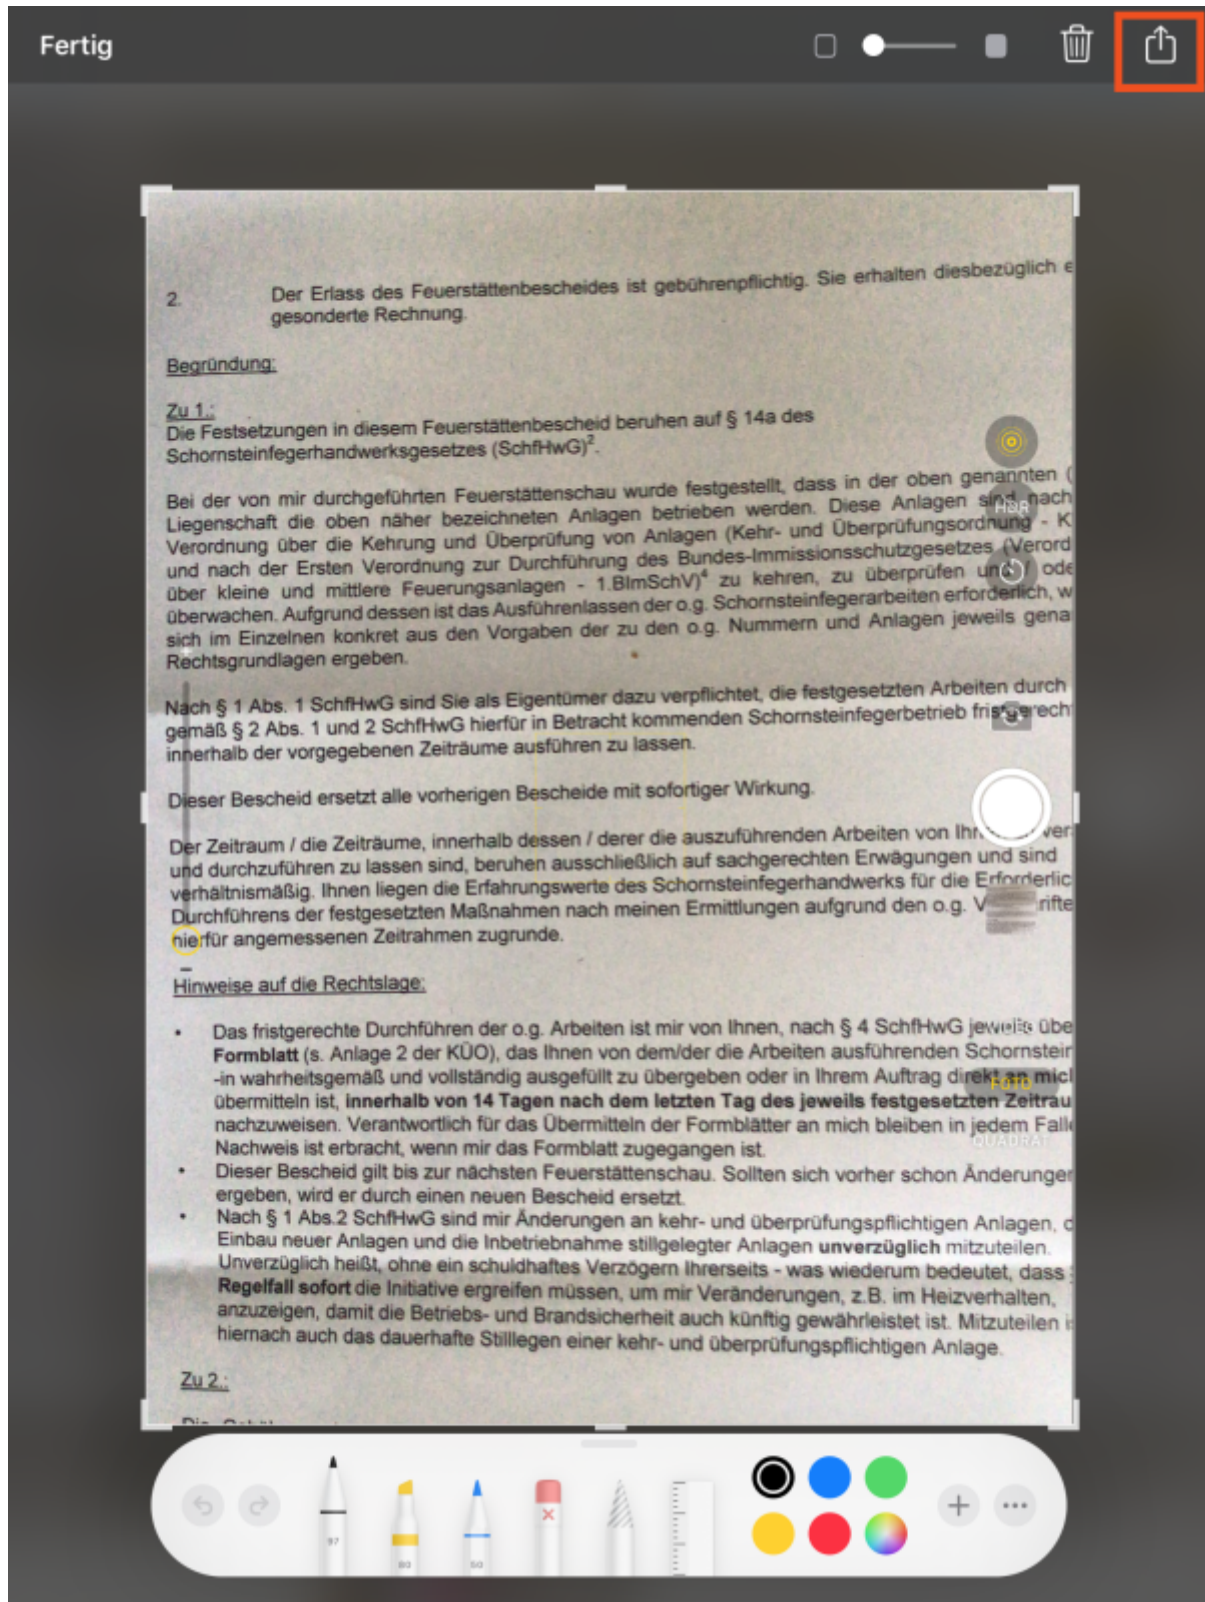 Fertig
2. Der Erlass des Feuerstättenbescheides ist gebührenpflichtig. Sie erhalten diesbezüglich e
gesonderte Rechnung.
Begründung:
Zu 1.:
Die Festsetzungen in diesem Feuerstättenbescheid beruhen auf § 14a des
Schornsteinfegerhandwerksgesetzes (SchfHwG)².
Bei der von mir durchgeführten Feuerstättenschau wurde festgestellt, dass in der oben genannten (
Liegenschaft die oben näher bezeichneten Anlagen betrieben werden. Diese Anlagen sind nach
HDR
Verordnung über die Kehrung und Überprüfung von Anlagen (Kehr- und Überprüfungsordnung - K
und nach der Ersten Verordnung zur Durchführung des Bundes-Immissionsschutzgesetzes (Verord
über kleine und mittlere Feuerungsanlagen - 1.BImSchV)⁴ zu kehren, zu überprüfen und / ode
überwachen. Aufgrund dessen ist das Ausführenlassen der o.g. Schornsteinfegerarbeiten erforderlich, w
sich im Einzelnen konkret aus den Vorgaben der zu den o.g. Nummern und Anlagen jeweils gena
Rechtsgrundlagen ergeben.
Nach § 1 Abs. 1 SchfHwG sind Sie als Eigentümer dazu verpflichtet, die festgesetzten Arbeiten durch
gemäß § 2 Abs. 1 und 2 SchfHwG hierfür in Betracht kommenden Schornsteinfegerbetrieb fristgerech
innerhalb der vorgegebenen Zeiträume ausführen zu lassen.
Dieser Bescheid ersetzt alle vorherigen Bescheide mit sofortiger Wirkung.
Der Zeitraum / die Zeiträume, innerhalb dessen / derer die auszuführenden Arbeiten von ver
und durchzuführen zu lassen sind, beruhen ausschließlich auf sachgerechten Erwägungen und sind
verhältnismäßig. Ihnen liegen die Erfahrungswerte des Schornsteinfegerhandwerks für die Erforderlic
Durchführens der festgesetzten Maßnahmen nach meinen Ermittlungen aufgrund den o.g.
hierfür angemessenen Zeitrahmen zugrunde.
Hinweise auf die Rechtslage:
• Das fristgerechte Durchführen der o.g. Arbeiten ist mir von Ihnen, nach § 4 SchfHwG jeweils übe
Formblatt (s. Anlage 2 der KÜO), das Ihnen von dem/der die Arbeiten ausführenden Schornstein
-in wahrheitsgemäß und vollständig ausgefüllt zu übergeben oder in Ihrem Auftrag direkt an mich
FOTO
übermitteln ist, innerhalb von 14 Tagen nach dem letzten Tag des jeweils festgesetzten Zeitrau
nachzuweisen. Verantwortlich für das Übermitteln der Formblätter an mich bleiben in jedem Falle
QUADRAT
Nachweis ist erbracht, wenn mir das Formblatt zugegangen ist.
• Dieser Bescheid gilt bis zur nächsten Feuerstättenschau. Sollten sich vorher schon Änderungen
ergeben, wird er durch einen neuen Bescheid ersetzt.
• Nach § 1 Abs.2 SchfHwG sind mir Änderungen an kehr- und überprüfungspflichtigen Anlagen, d
Einbau neuer Anlagen und die Inbetriebnahme stillgelegter Anlagen unverzüglich mitzuteilen.
Unverzüglich heißt, ohne ein schuldhaftes Verzögern Ihrerseits - was wiederum bedeutet, dass
Regelfall sofort die Initiative ergreifen müssen, um mir Veränderungen, z.B. im Heizverhalten,
anzuzeigen, damit die Betriebs- und Brandsicherheit auch künftig gewährleistet ist. Mitzuteilen i
hiernach auch das dauerhafte Stilllegen einer kehr- und überprüfungspflichtigen Anlage.
Zu 2.:
97
80
50